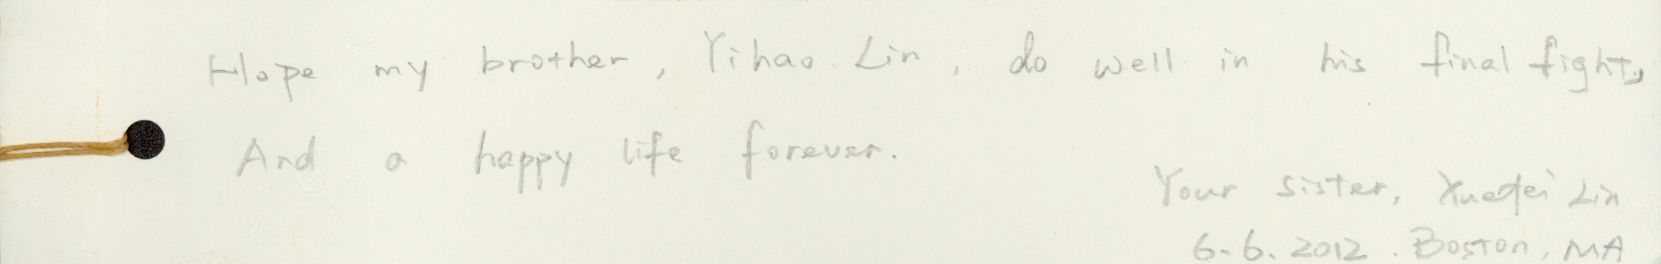 Hope my brother, Yihao Lin, do well in his final fight,
And a happy life forever.
Your sister, Xuefei Lin
6.6.2012. Boston, MA